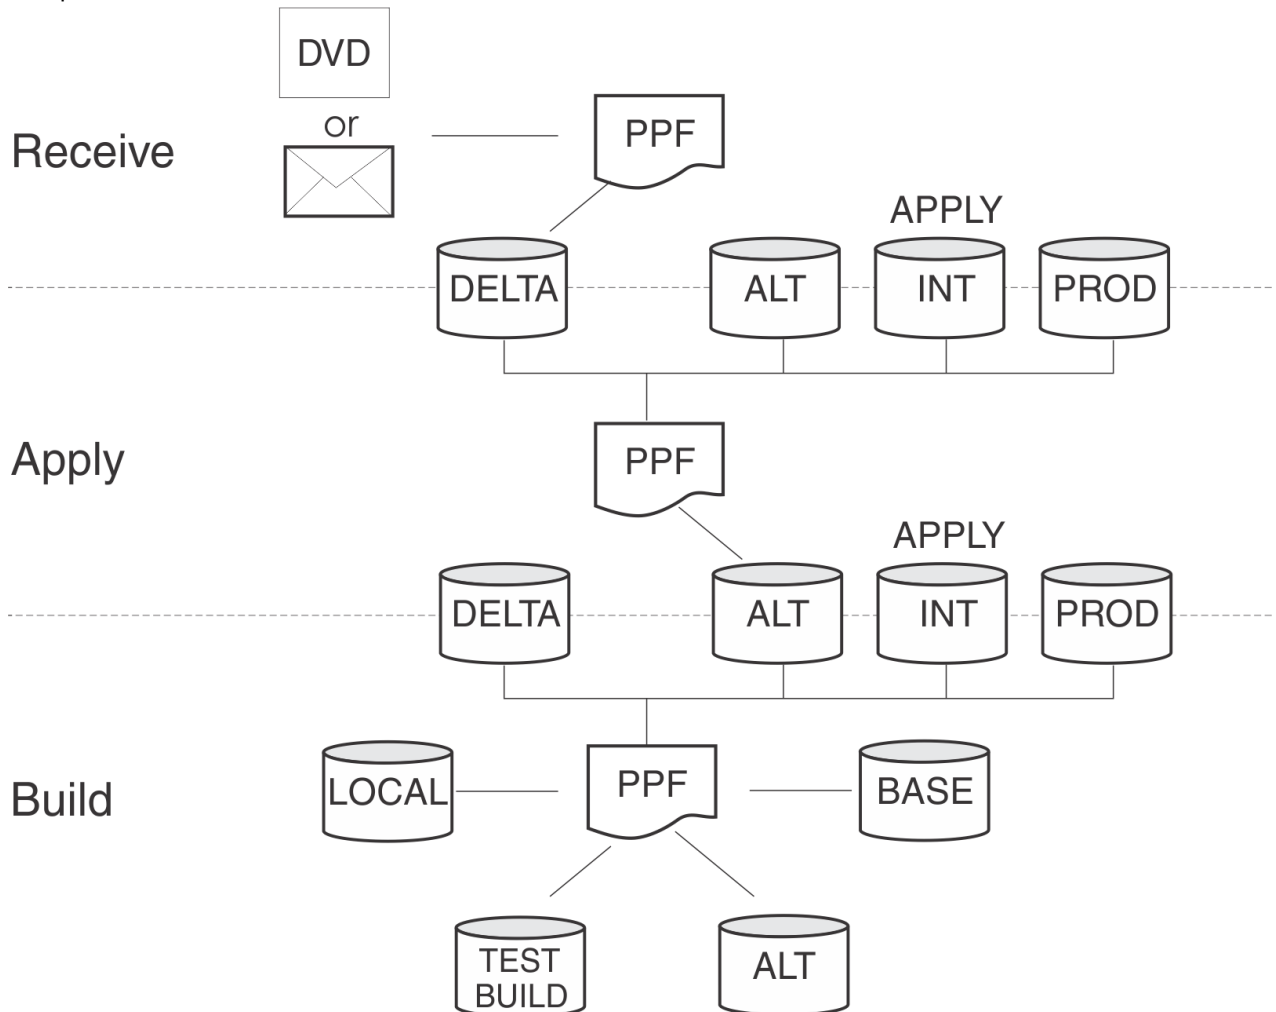 DVD
or
Receive
PPF
APPLY
DELTA
ALT
INT
PROD
Apply
PPF
APPLY
DELTA
ALT
INT
PROD
Build
LOCAL
PPF
BASE
TEST
BUILD
ALT